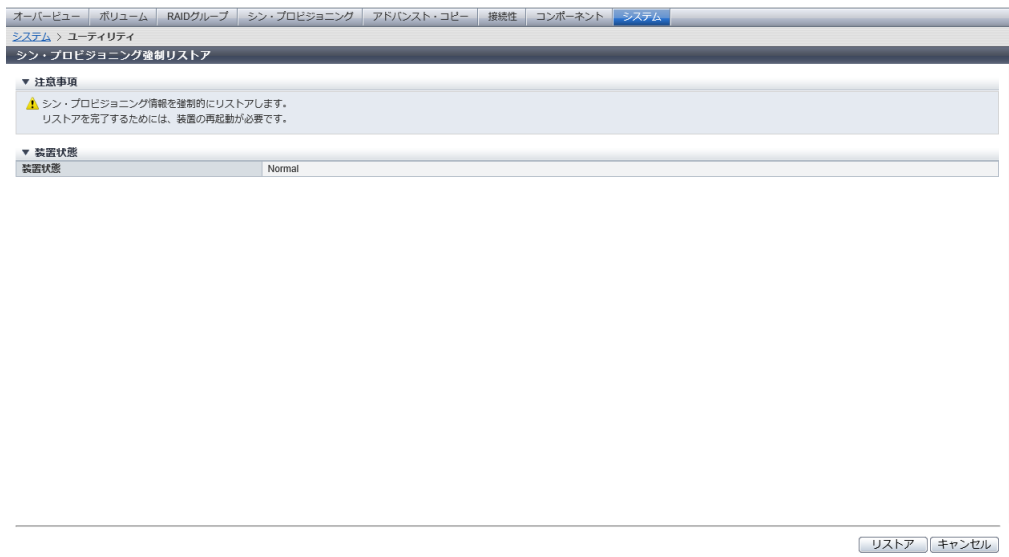 オーバービュー ボリューム RAIDグループ シン・プロビジョニング アドバンスト・コピー 接続性 コンポーネント システム
システム > ユーティリティ
シン・プロビジョニング強制リストア
▼ 注意事項
シン・プロビジョニング情報を強制的にリストアします。
リストアを完了するためには、装置の再起動が必要です。
▼ 装置状態
装置状態 Normal
リストア キャンセル